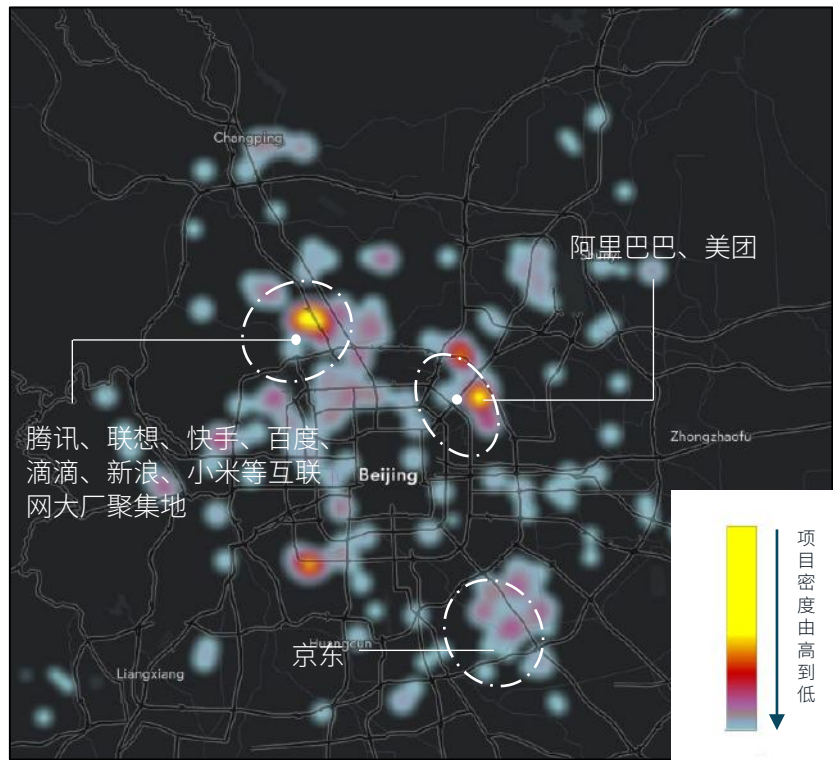 Changping
阿里巴巴、美团
腾讯、联想、快手、百度、
滴滴、新浪、小米等互联
网大厂聚集地
Zhongzhaofu
Beijing
项目密度由高到低
Huangcun
京东
Liangxiang